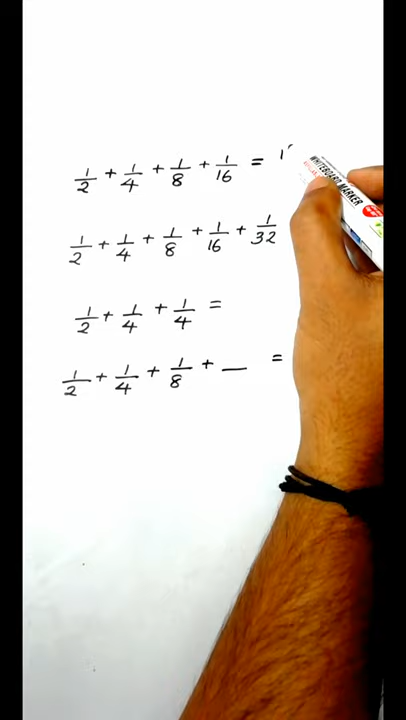 1/2 + 1/4 + 1/8 + 1/16 = 1
1/2 + 1/4 + 1/8 + 1/16 + 1/32
1/2 + 1/4 + 1/4 =
1/2 + 1/4 + 1/8 + __ =
WHITEBOARD MARKER